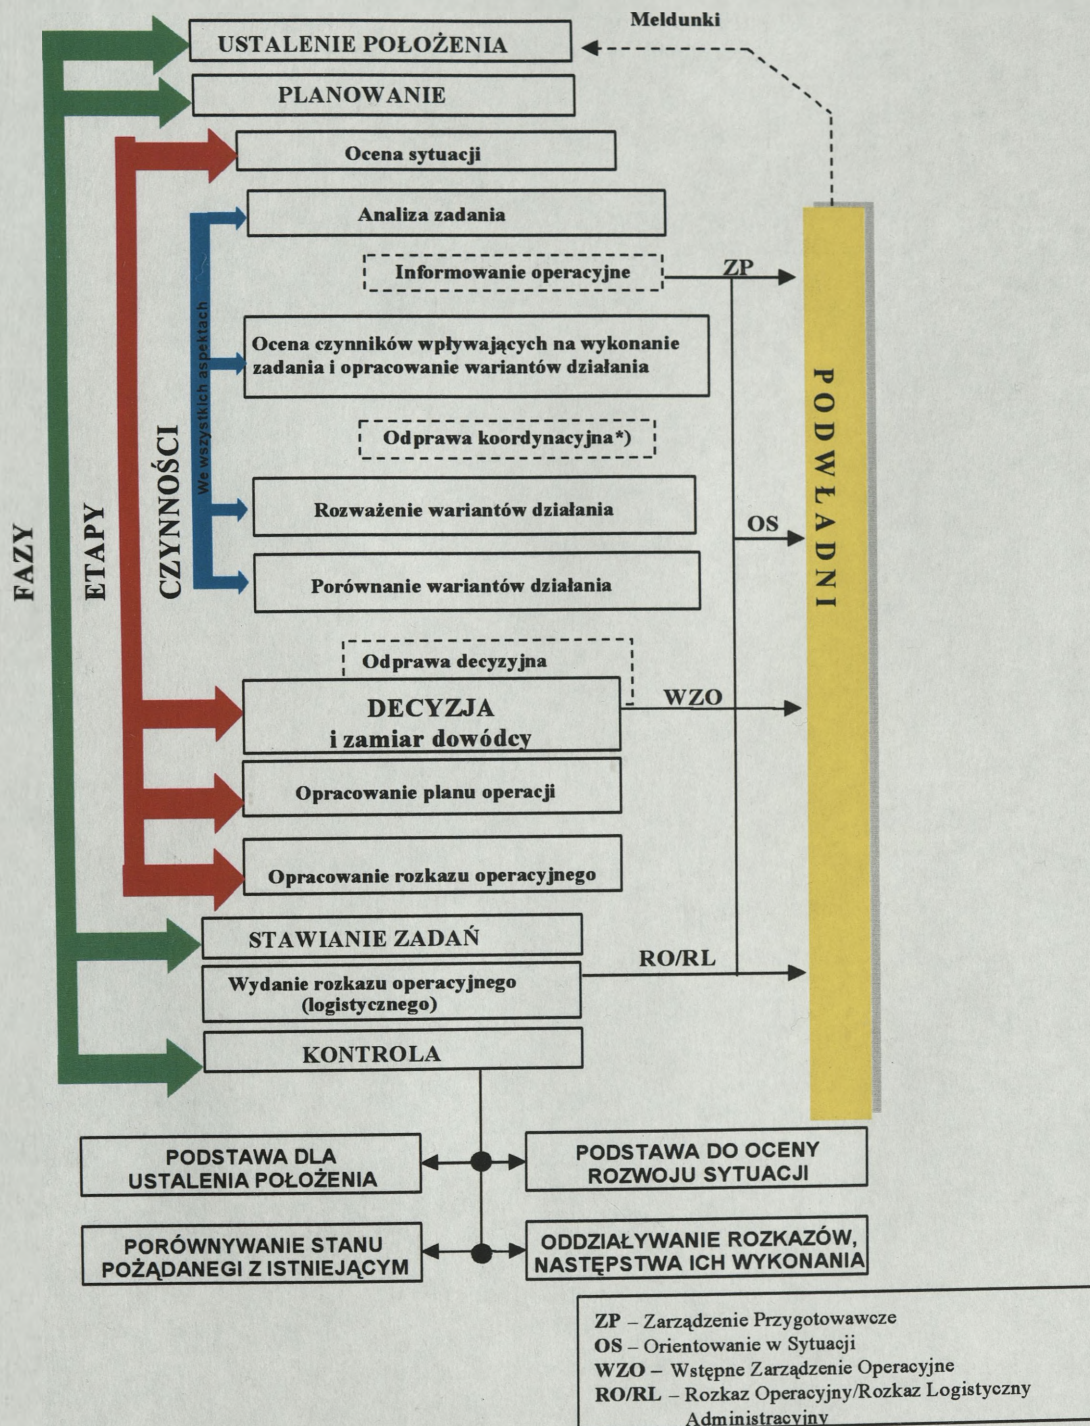 Meldunki
USTALENIE POŁOŻENIA
PLANOWANIE
Ocena sytuacji
Analiza zadania
Informowanie operacyjne
ZP
Ocena czynników wpływających na wykonanie
zadania i opracowanie wariantów działania
Odprawa koordynacyjna*)
Rozważenie wariantów działania
OS
Porównanie wariantów działania
FAZY
ETAPY
CZYNNOŚCI
We wszystkich aspektach
PODWŁADNI
Odprawa decyzyjna
DECYZJA
i zamiar dowódcy
WZO
Opracowanie planu operacji
Opracowanie rozkazu operacyjnego
STAWIANIE ZADAŃ
Wydanie rozkazu operacyjnego
(logistycznego)
RO/RL
KONTROLA
PODSTAWA DLA
USTALENIA POŁOŻENIA
PODSTAWA DO OCENY
ROZWOJU SYTUACJI
PORÓWNYWANIE STANU
POŻĄDANEGI Z ISTNIEJĄCYM
ODDZIAŁYWANIE ROZKAZÓW,
NASTĘPSTWA ICH WYKONANIA
ZP – Zarządzenie Przygotowawcze
OS – Orientowanie w Sytuacji
WZO – Wstępne Zarządzenie Operacyjne
RO/RL – Rozkaz Operacyjny/Rozkaz Logistyczny
Administracyjny